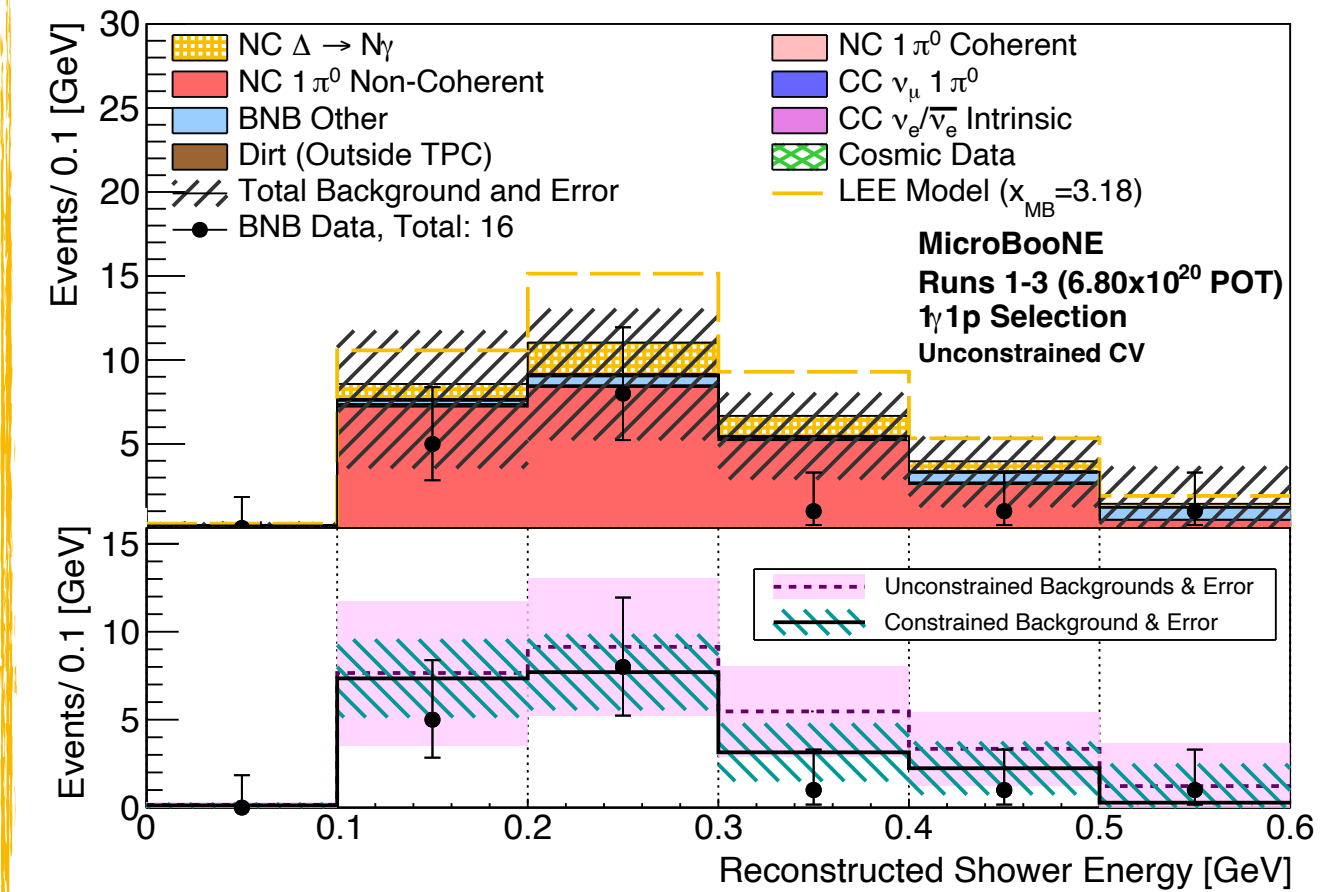 Events/ 0.1 [GeV]
30
25
20
15
10
5
NC Δ → Nγ
NC 1π⁰ Non-Coherent
BNB Other
Dirt (Outside TPC)
Total Background and Error
BNB Data, Total: 16
NC 1π⁰ Coherent
CC ν_μ 1π⁰
CC ν_e/ν̅_e Intrinsic
Cosmic Data
LEE Model (x_MB=3.18)
MicroBooNE
Runs 1-3 (6.80x10²⁰ POT)
1γ1p Selection
Unconstrained CV
Events/ 0.1 [GeV]
15
10
5
0
Unconstrained Backgrounds & Error
Constrained Background & Error
0 0.1 0.2 0.3 0.4 0.5 0.6
Reconstructed Shower Energy [GeV]